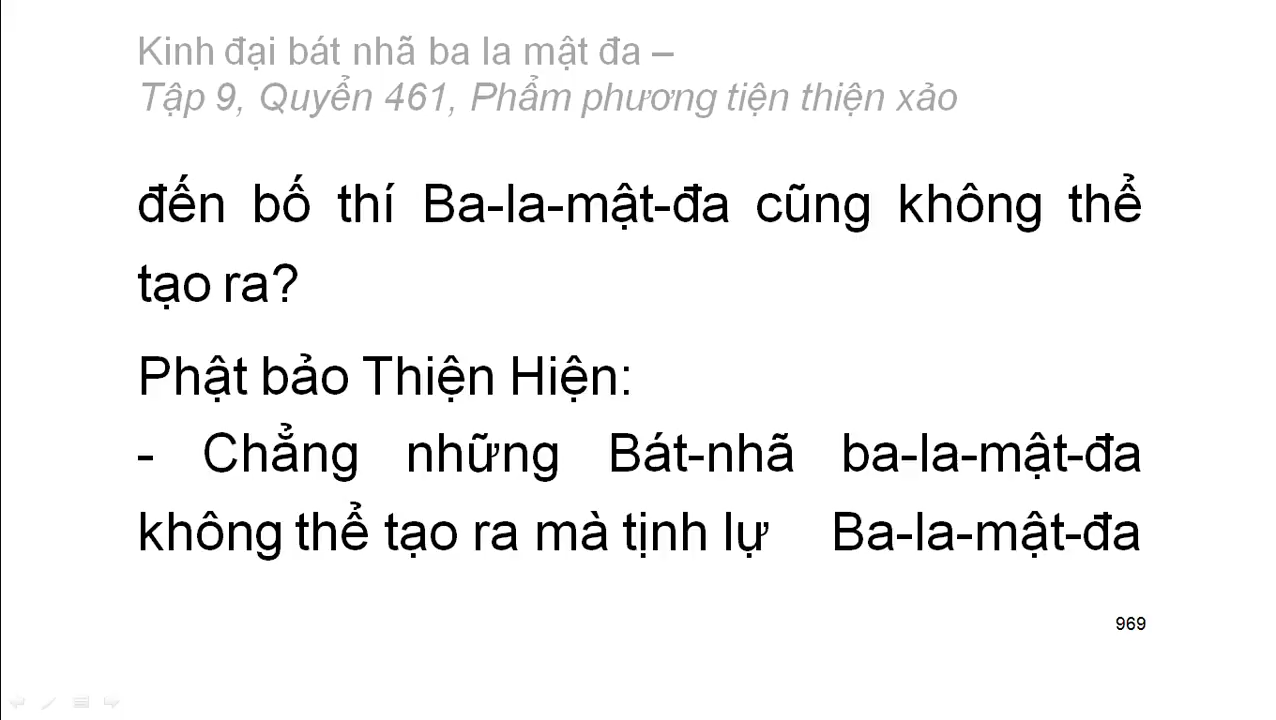 Kinh đại bát nhã ba la mật đa –
Tập 9, Quyển 461, Phẩm phương tiện thiện xảo
đến bố thí Ba-la-mật-đa cũng không thể
tạo ra?
Phật bảo Thiện Hiện:
- Chẳng những Bát-nhã ba-la-mật-đa
không thể tạo ra mà tịnh lự Ba-la-mật-đa
969